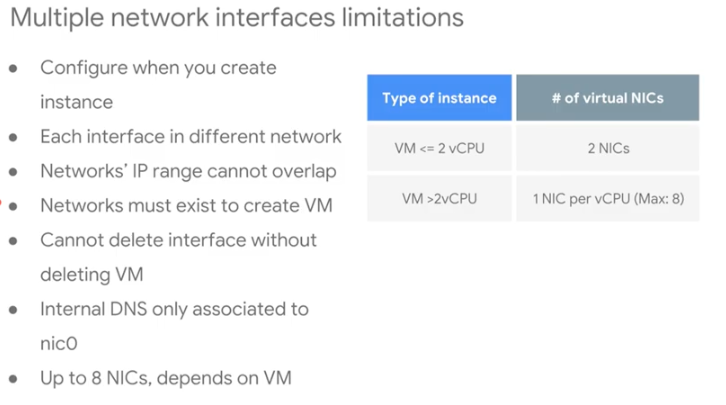 Multiple network interfaces limitations
● Configure when you create
instance
● Each interface in different network
● Networks' IP range cannot overlap
● Networks must exist to create VM
● Cannot delete interface without
deleting VM
● Internal DNS only associated to
nic0
● Up to 8 NICs, depends on VM
Type of instance # of virtual NICs
VM <= 2 vCPU 2 NICs
VM >2vCPU 1 NIC per vCPU (Max: 8)